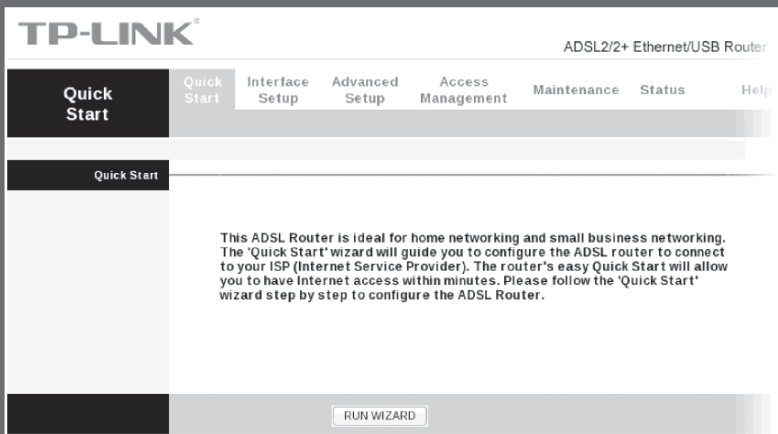 TP-LINK®
ADSL2/2+ Ethernet/USB Router
Quick Start
Quick Start
Interface Setup
Advanced Setup
Access Management
Maintenance
Status
Help
Quick Start
This ADSL Router is ideal for home networking and small business networking.
The 'Quick Start' wizard will guide you to configure the ADSL router to connect
to your ISP (Internet Service Provider). The router's easy Quick Start will allow
you to have Internet access within minutes. Please follow the 'Quick Start'
wizard step by step to configure the ADSL Router.
RUN WIZARD